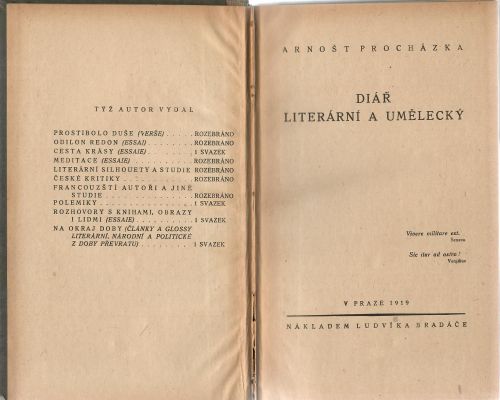 TÝŽ AUTOR VYDAL
PROSTIBOLO DUŠE (VERŠE) . . . . . . ROZEBRÁNO
ODILON REDON (ESSAI) . . . . . . ROZEBRÁNO
CESTA KRÁSY (ESSAIE) . . . . . . 1 SVAZEK
MEDITACE (ESSAIE) . . . . . . ROZEBRÁNO
LITERÁRNÍ SILHOUETY A STUDIE . ROZEBRÁNO
ČESKÉ KRITIKY . . . . . . ROZEBRÁNO
FRANCOUZŠTÍ AUTOŘI A JINÉ
STUDIE . . . . . . ROZEBRÁNO
POLEMIKY . . . . . . 1 SVAZEK
ROZHOVORY S KNIHAMI, OBRAZY
I LIDMI (ESSAIE) . . . . . . 1 SVAZEK
NA OKRAJ DOBY (ČLÁNKY A GLOSSY
LITERÁRNÍ, NÁRODNÍ A POLITICKÉ
Z DOBY PŘEVRATU) . . . . . . 1 SVAZEK
ARNOŠT PROCHÁZKA
DIÁŘ
LITERÁRNÍ A UMĚLECKÝ
Vivere militare est.
Seneca
Sic itur ad astra!
Vergilius
V PRAZE 1919
NÁKLADEM LUDVÍKA BRADÁČE